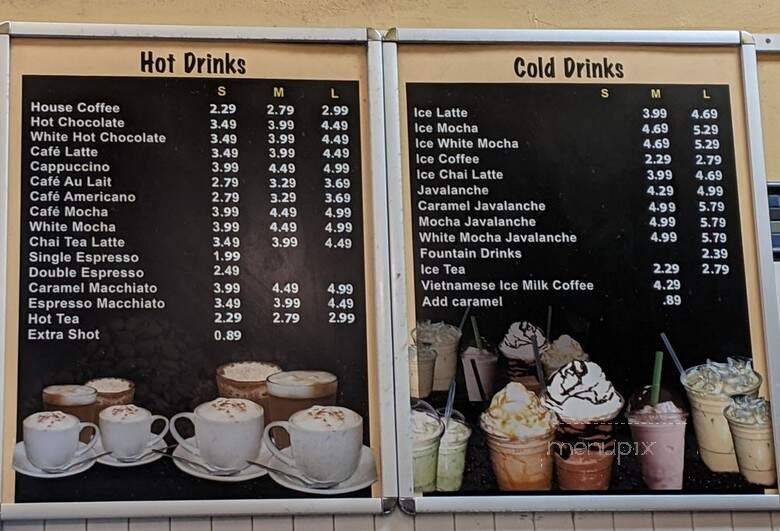 Hot Drinks
S M L
House Coffee 2.29 2.79 2.99
Hot Chocolate 3.49 3.99 4.49
White Hot Chocolate 3.49 3.99 4.49
Café Latte 3.49 3.99 4.49
Cappuccino 3.99 4.49 4.99
Café Au Lait 2.79 3.29 3.69
Café Americano 2.79 3.29 3.69
Café Mocha 3.99 4.49 4.99
White Mocha 3.99 4.49 4.99
Chai Tea Latte 3.49 3.99 4.49
Single Espresso 1.99
Double Espresso 2.49
Caramel Macchiato 3.99 4.49 4.99
Espresso Macchiato 3.49 3.99 4.49
Hot Tea 2.29 2.79 2.99
Extra Shot 0.89
Cold Drinks
S M L
Ice Latte 3.99 4.69
Ice Mocha 4.69 5.29
Ice White Mocha 4.69 5.29
Ice Coffee 2.29 2.79
Ice Chai Latte 3.99 4.69
Javalanche 4.29 4.99
Caramel Javalanche 4.99 5.79
Mocha Javalanche 4.99 5.79
White Mocha Javalanche 4.99 5.79
Fountain Drinks 2.39
Ice Tea 2.29 2.79
Vietnamese Ice Milk Coffee 4.29
Add caramel .89
menupix